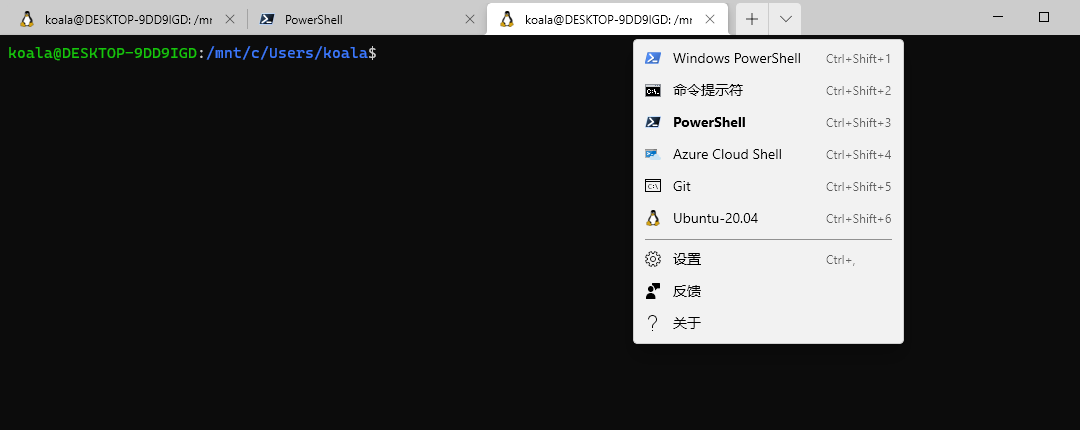 koala@DESKTOP-9DD9IGD: /mn
PowerShell
koala@DESKTOP-9DD9IGD: /mn
koala@DESKTOP-9DD9IGD:/mnt/c/Users/koala$
Windows PowerShell Ctrl+Shift+1
命令提示符 Ctrl+Shift+2
PowerShell Ctrl+Shift+3
Azure Cloud Shell Ctrl+Shift+4
Git Ctrl+Shift+5
Ubuntu-20.04 Ctrl+Shift+6
设置 Ctrl+,
反馈
关于